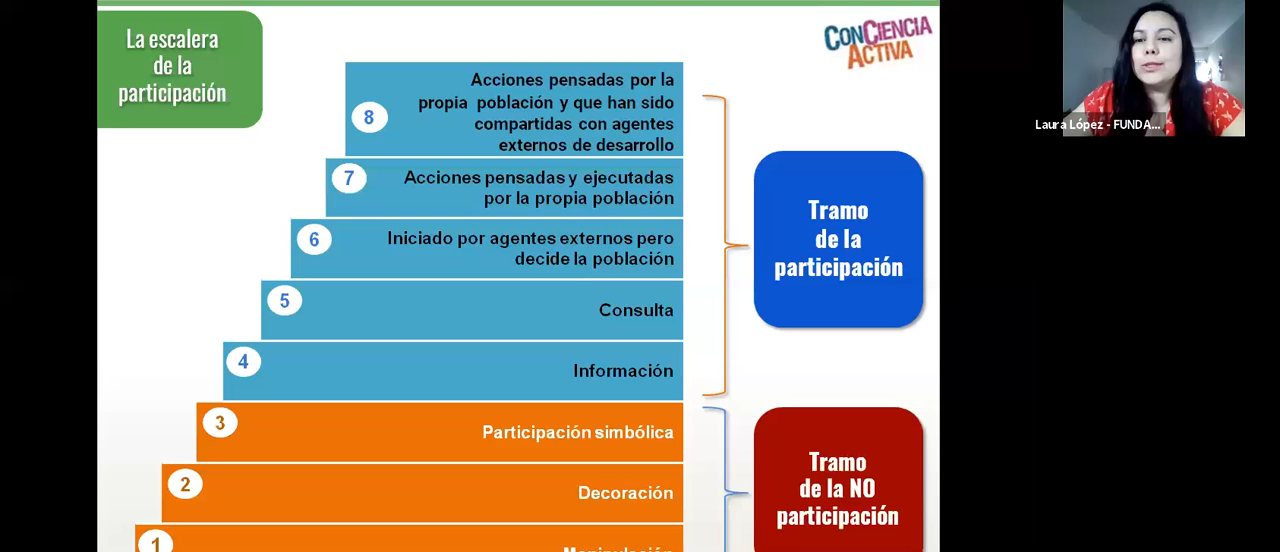 La escalera
de la
participación
CONCIENCIA
ACTIVA
Laura López - FUNDA...
8
Acciones pensadas por la
propia población y que han sido
compartidas con agentes
externos de desarrollo
7
Acciones pensadas y ejecutadas
por la propia población
6
Iniciado por agentes externos pero
decide la población
5
Consulta
4
Información
Tramo
de la
participación
3
Participación simbólica
2
Decoración
1
Manipulación
Tramo
de la NO
participación